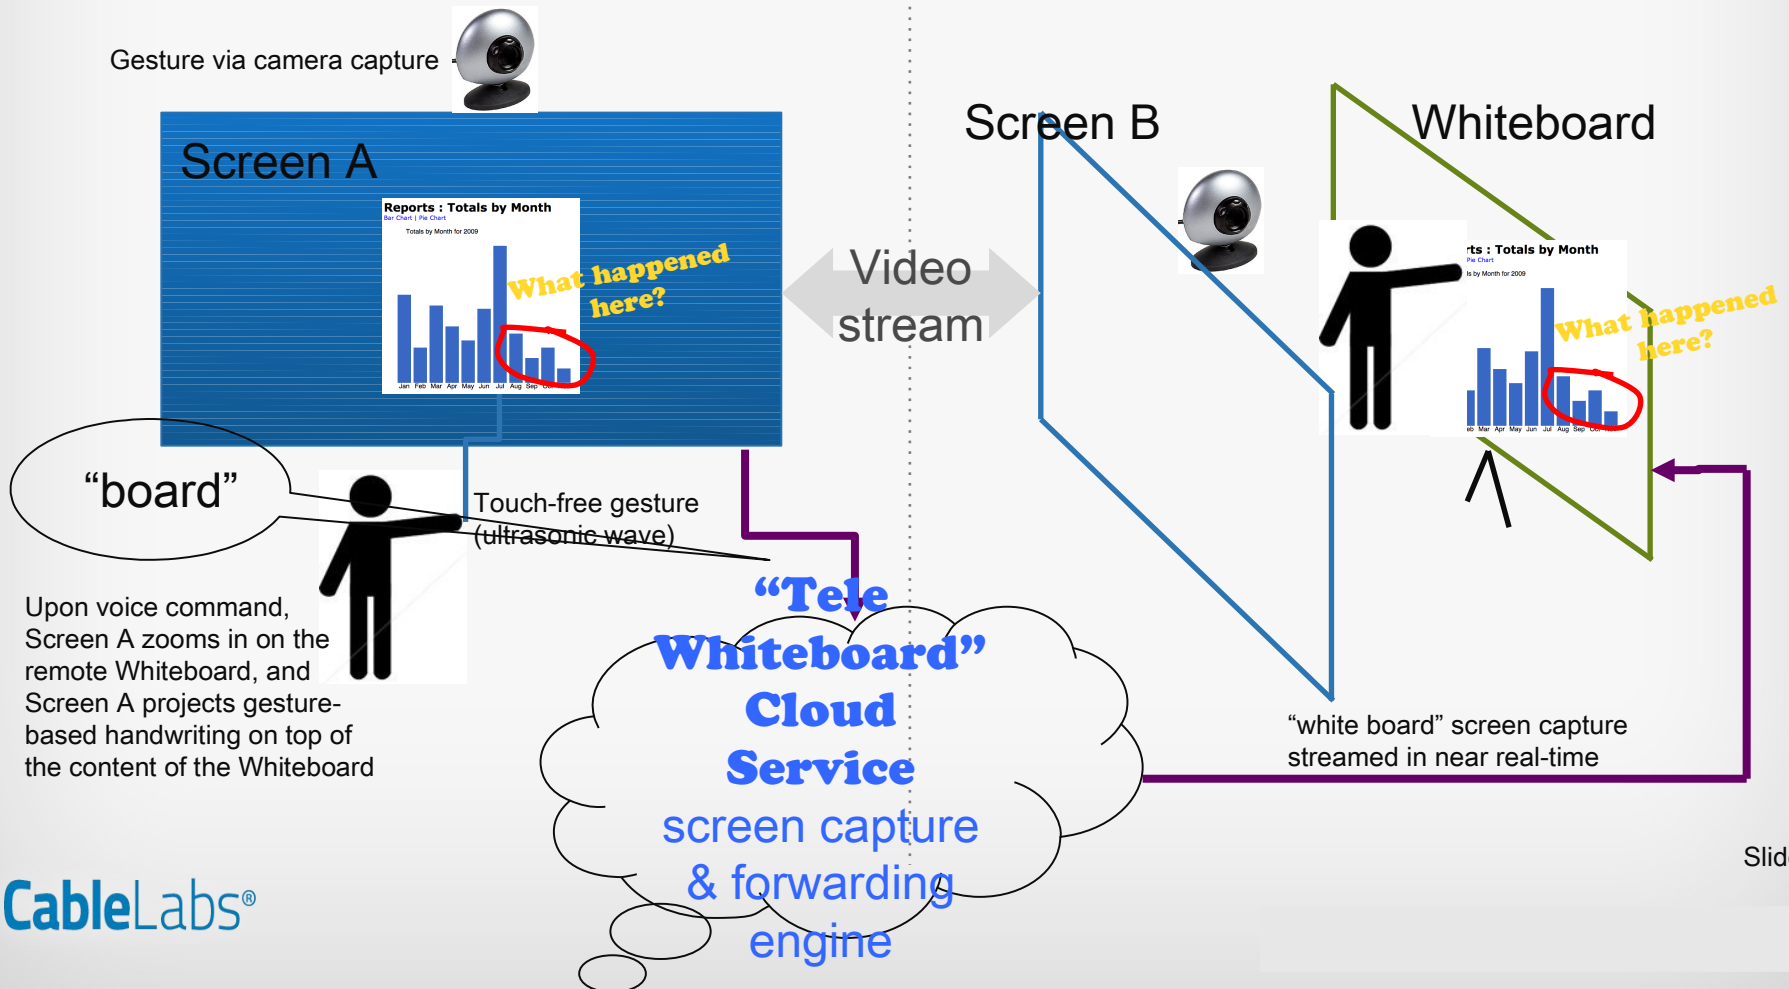 Gesture via camera capture
Screen A
Reports : Totals by Month
Bar Chart | Pie Chart
Totals by Month for 2009
What happened
here?
Jan Feb Mar Apr May Jun Jul Aug Sep
“board”
Touch-free gesture
(ultrasonic wave)
Upon voice command,
Screen A zooms in on the
remote Whiteboard, and
Screen A projects gesture-
based handwriting on top of
the content of the Whiteboard
Video
stream
“Tele
Whiteboard”
Cloud
Service
screen capture
& forwarding
engine
Screen B
Whiteboard
rts : Totals by Month
Pie Chart
ls by Month for 2009
What happened
here?
eb Mar Apr May Jun Jul Aug Sep
“white board” screen capture
streamed in near real-time
Slid
CableLabs®